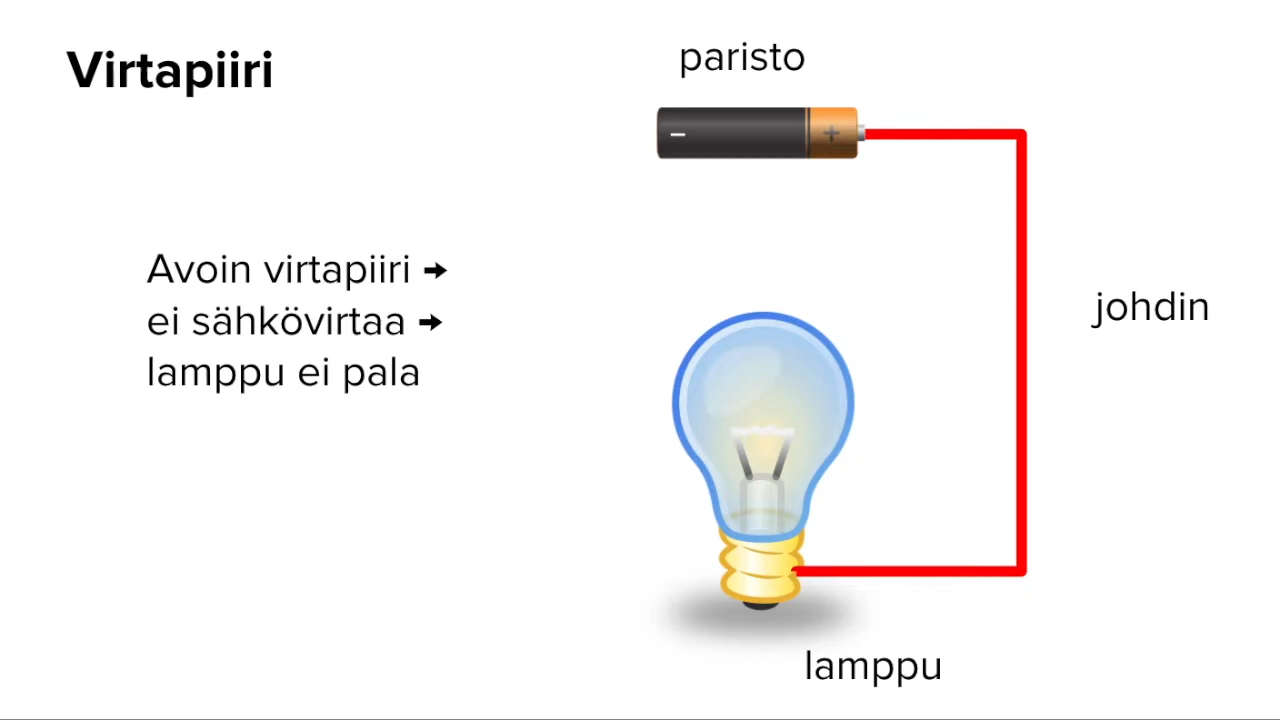 Virtapiiri
paristo
− +
Avoin virtapiiri →
ei sähkövirtaa →
lamppu ei pala
johdin
lamppu